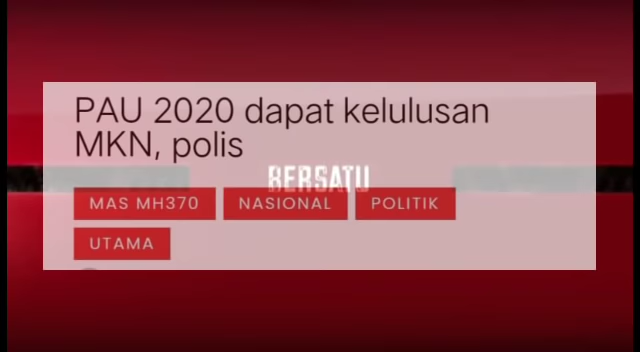 PAU 2020 dapat kelulusan
MKN, polis
BERSATU
MAS MH370 NASIONAL POLITIK
UTAMA